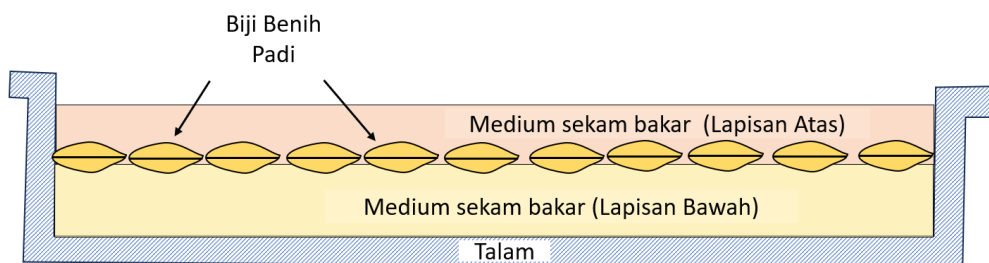 Biji Benih
Padi
Medium sekam bakar (Lapisan Atas)
Medium sekam bakar (Lapisan Bawah)
Talam